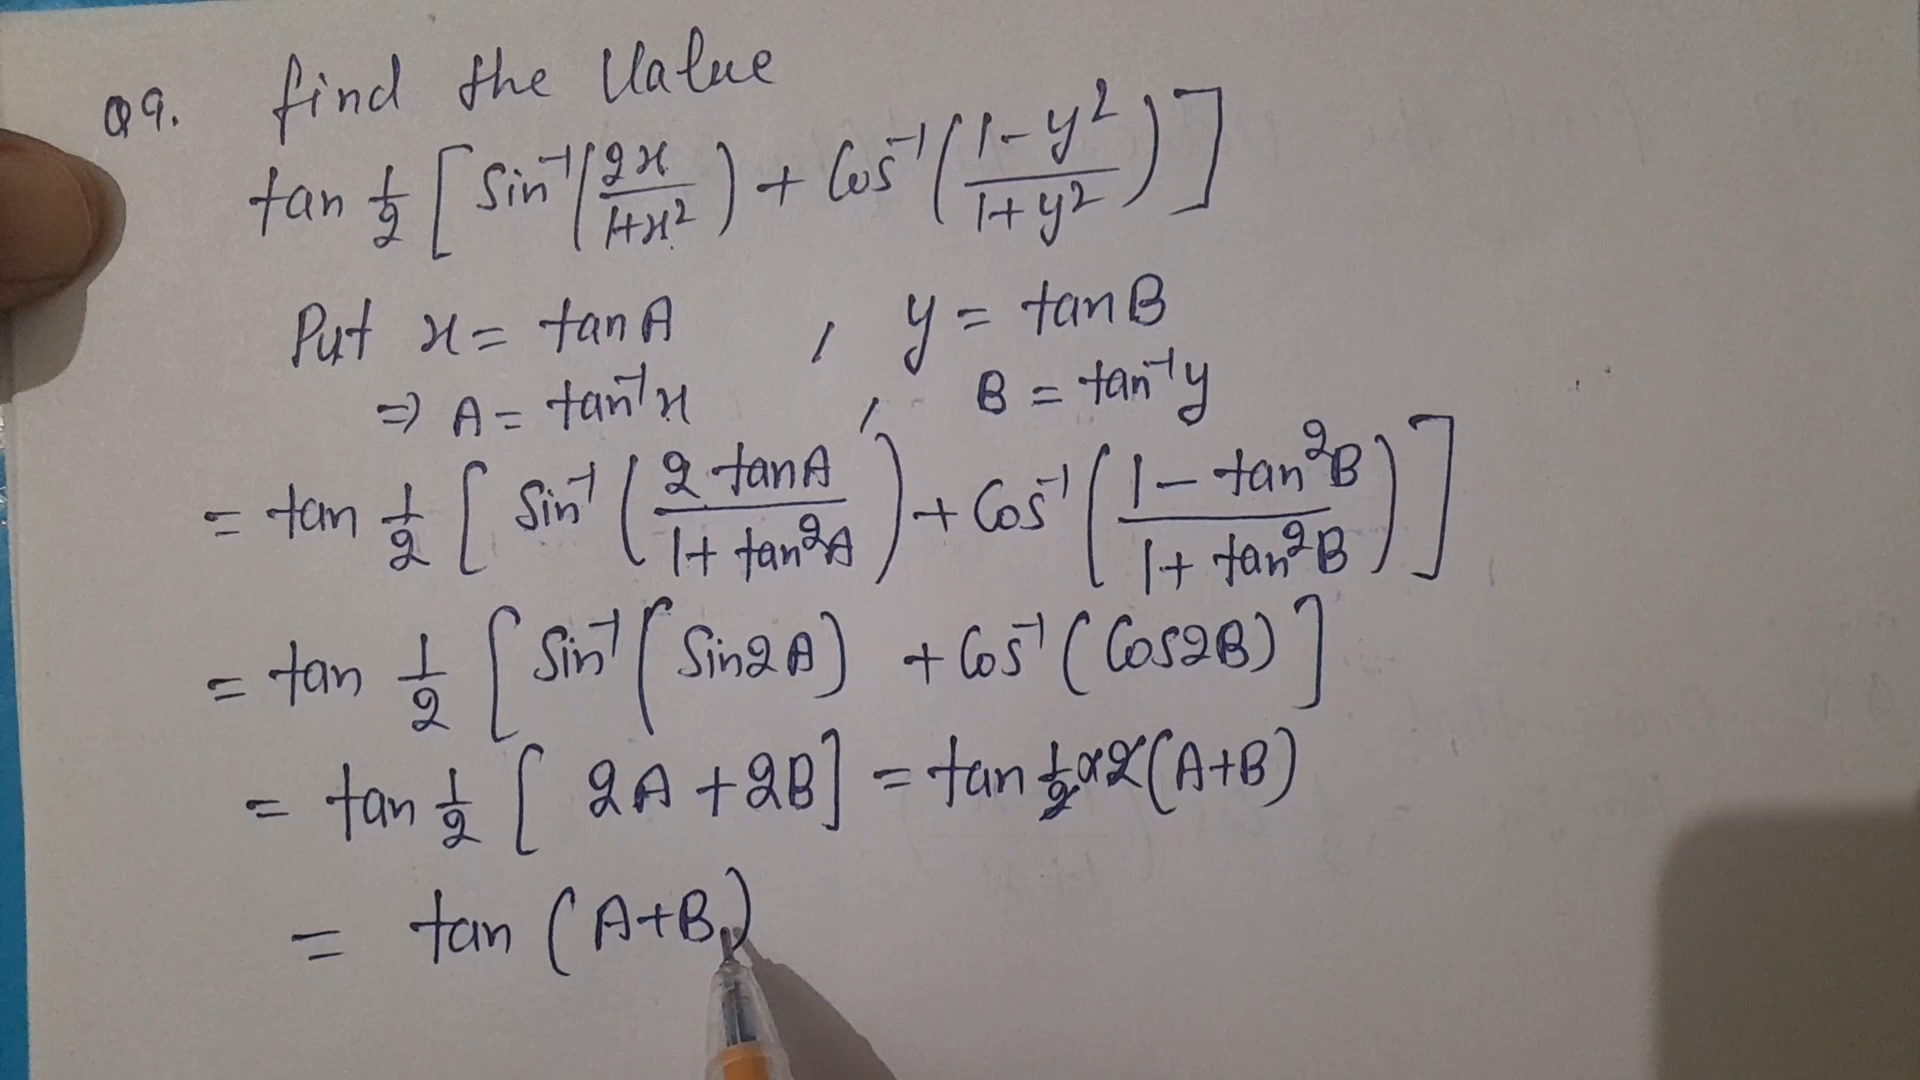 Q9. find the Value
tan 1/2 [ Sin⁻¹ (2x/1+x²) + Cos⁻¹ (1-y²/1+y²) ]
Put x = tanA , y = tanB
⇒ A = tan⁻¹x , B = tan⁻¹y
= tan 1/2 [ Sin⁻¹ (2 tanA/1+ tan²A) + Cos⁻¹ (1 - tan²B/1+ tan²B) ]
= tan 1/2 [ Sin⁻¹ ( Sin2A) + Cos⁻¹ ( Cos2B) ]
= tan 1/2 [ 2A + 2B ] = tan 1/2 x 2 (A+B)
= tan (A+B)